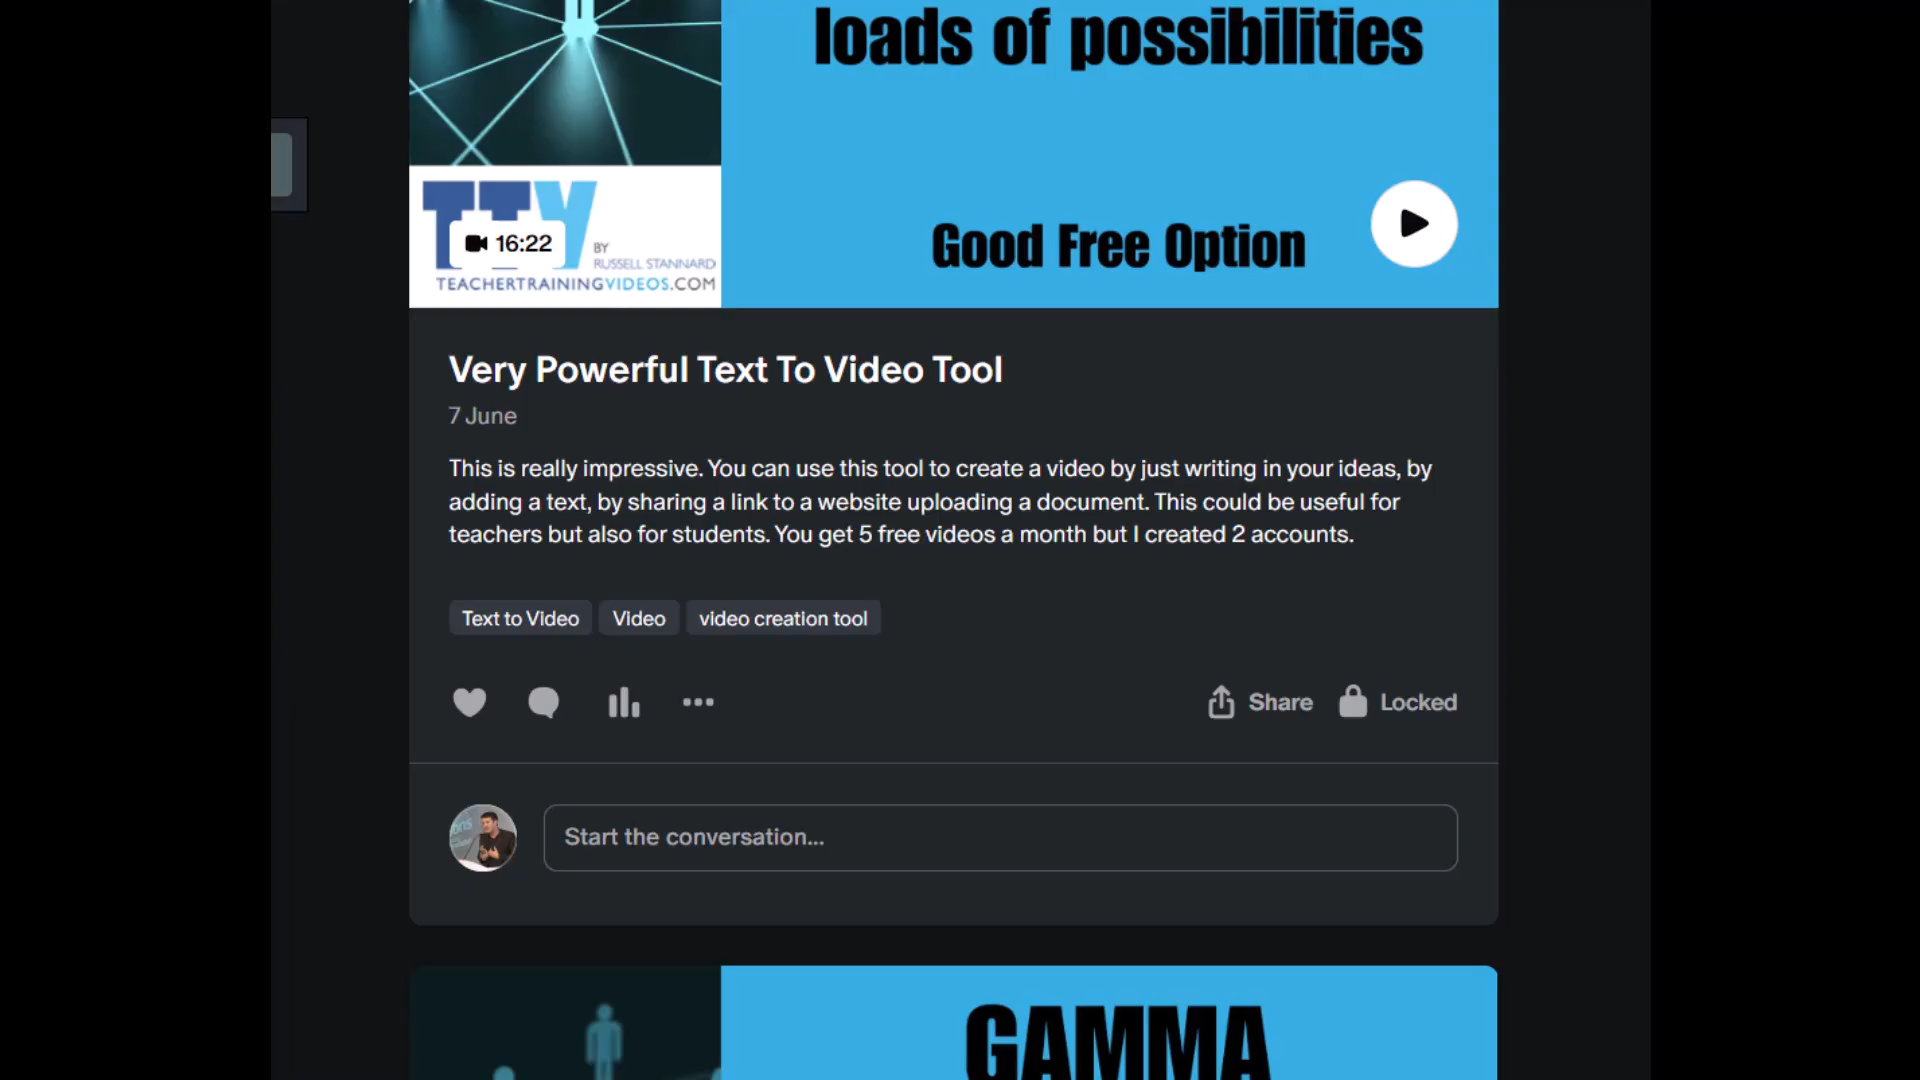 loads of possibilities
Good Free Option
TTV
16:22
BY
RUSSELL STANNARD
TEACHERTRAININGVIDEOS.COM
Very Powerful Text To Video Tool
7 June
This is really impressive. You can use this tool to create a video by just writing in your ideas, by
adding a text, by sharing a link to a website uploading a document. This could be useful for
teachers but also for students. You get 5 free videos a month but I created 2 accounts.
Text to Video
Video
video creation tool
Share
Locked
Start the conversation...
GAMMA